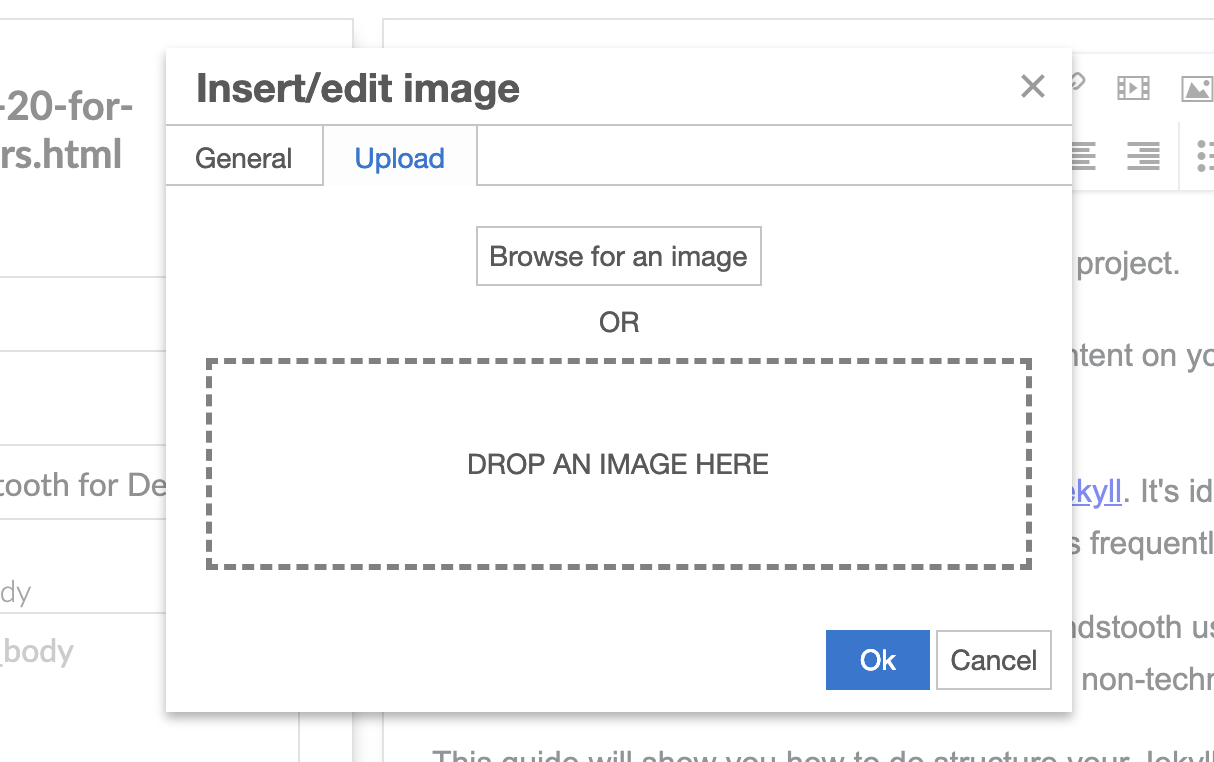 -20-for-
rs.html
Insert/edit image
General
Upload
Browse for an image
OR
DROP AN IMAGE HERE
Ok
Cancel
tooth for De
dy
_body
project.
ntent on yo
ekyll. It's id
s frequentl
ndstooth us
non-techn
This guide will show you how to do structure your Jekyll